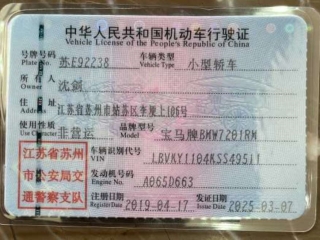 中华人民共和国机动车行驶证
Vehicle License of the People's Republic of China
号牌号码 Plate No. 苏E92238 车辆类型 Vehicle Type 小型轿车
所有人 Owner 沈剑
住址 Address 江苏省苏州市姑苏区季厦上106号
使用性质 Use Character 非营运 品牌型号 Model 宝马牌BMW7201RM
江苏省苏州市公安局交通警察支队
车辆识别代号 VIN LBVKY1104KSS49511
发动机号码 Engine No. A065D663
注册日期 Register Date 2019-04-17 发证日期 Issue Date 2025-03-07